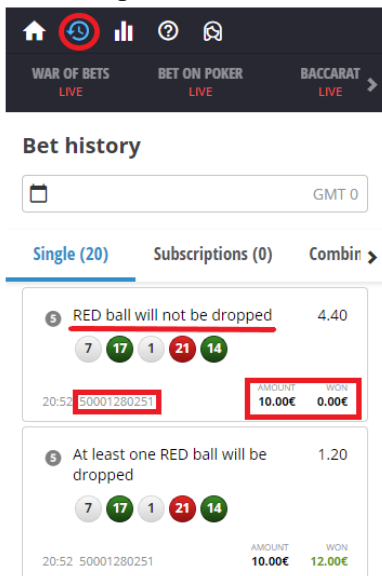 WAR OF BETS BET ON POKER BACCARAT
LIVE LIVE LIVE
Bet history
GMT 0
Single (20) Subscriptions (0) Combin
5 RED ball will not be dropped 4.40
7 17 1 21 14
AMOUNT WON
20:52 50001280251 10.00€ 0.00€
5 At least one RED ball will be 1.20
dropped
7 17 1 21 14
AMOUNT WON
20:52 50001280251 10.00€ 12.00€